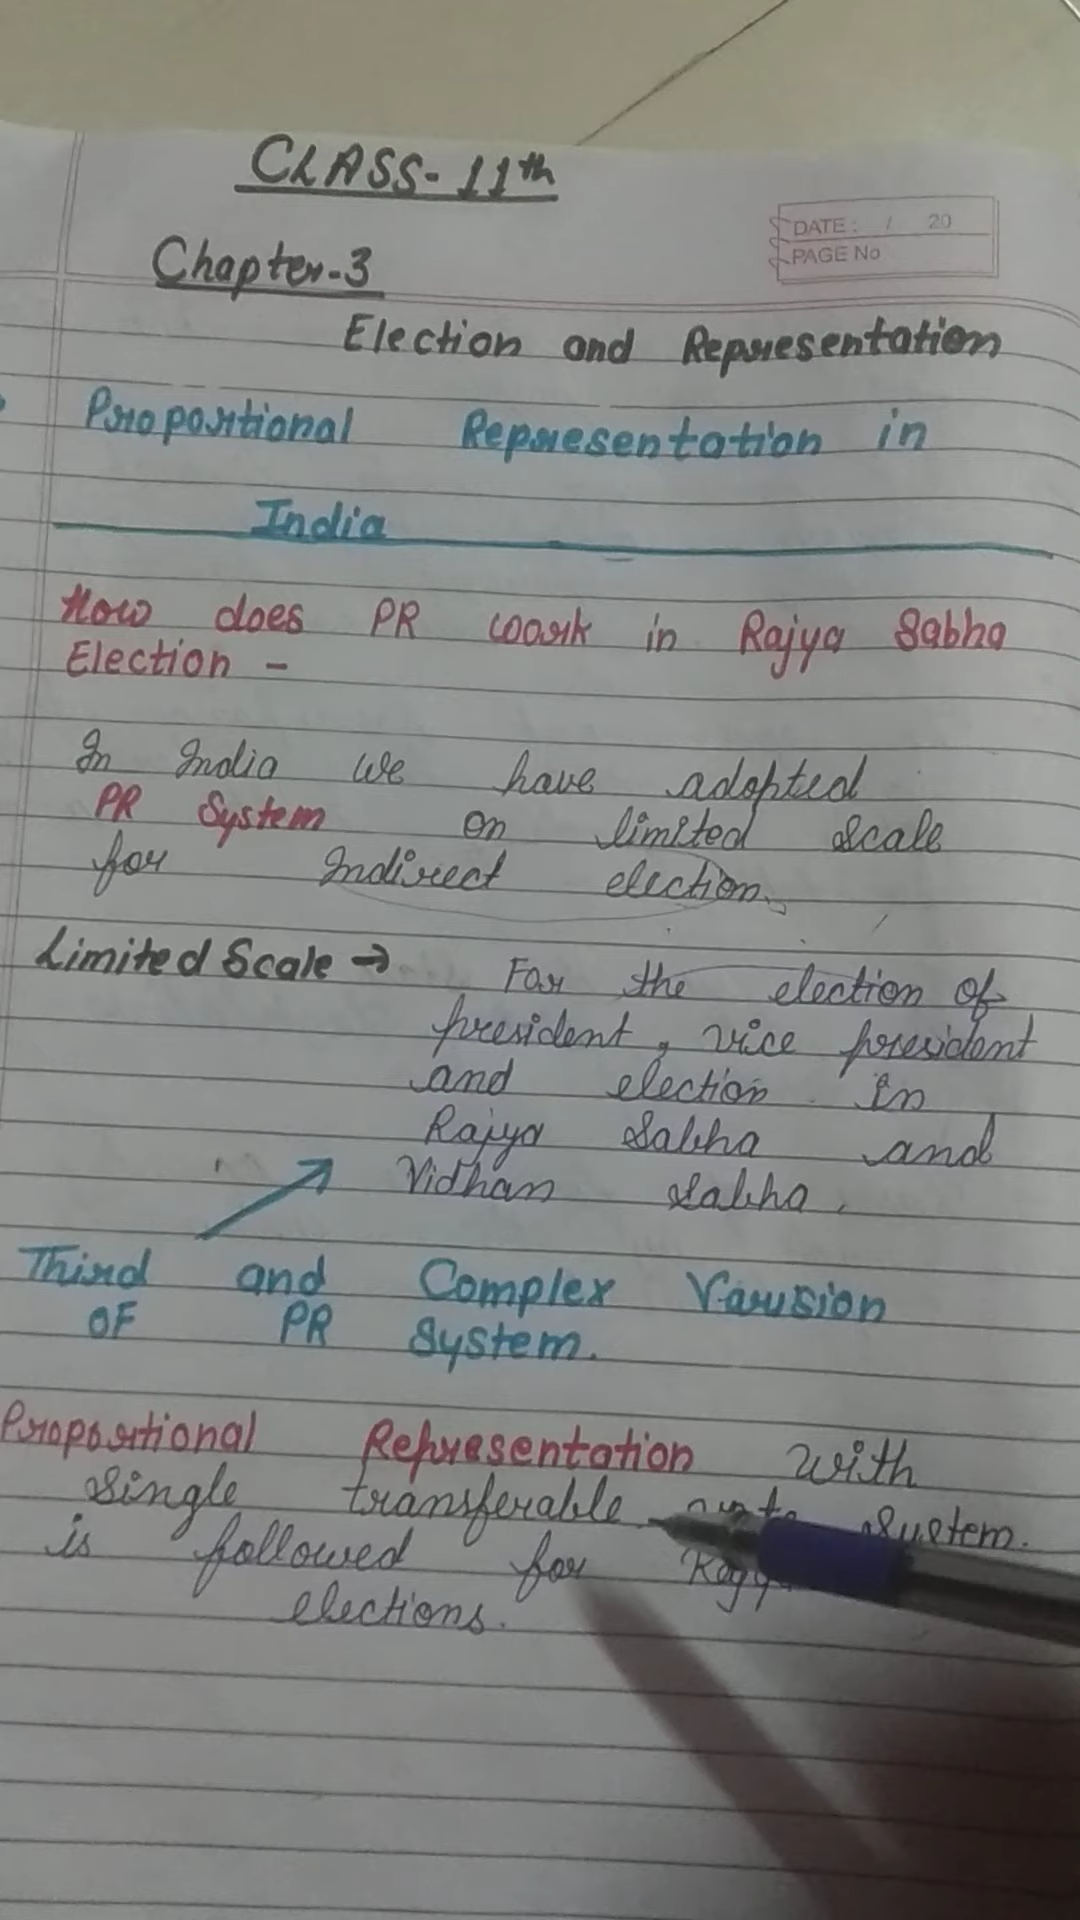 CLASS- 11th
DATE: / 20
PAGE No
Chapter-3
Election and Representation
Proportional Representation in
India
How does PR work in Rajya Sabha
Election -
In India we have adopted
PR System on limited scale
for Indirect election.
Limited Scale → For the election of
president, vice president
and election in
Rajya Sabha and
Vidhan Sabha.
Third and Complex Varusion
OF PR System.
Proportional Representation with
single transferable system.
is followed for
elections.